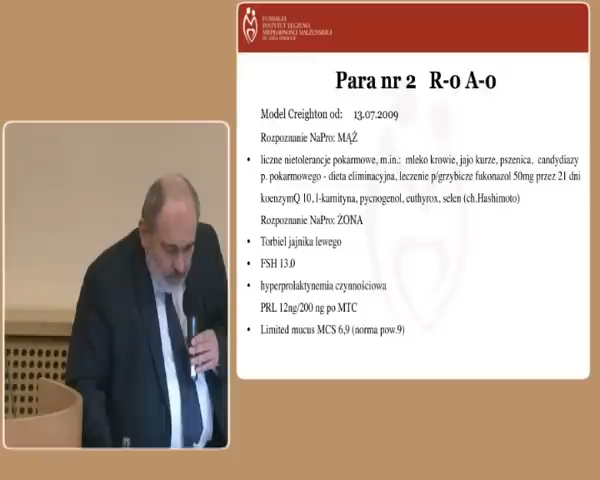 FUNDACJA
INSTYTUT LECZENIA
NIEPŁODNOŚCI MAŁŻEŃSKIEJ
Para nr 2 R-0 A-0
Model Creighton od: 13.07.2009
Rozpoznanie NaPro: MĄŻ
• liczne nietolerancje pokarmowe, m.in.: mleko krowie, jajo kurze, pszenica, candydiazy
p. pokarmowego - dieta eliminacyjna, leczenie p/grzybicze fukonazol 50mg przez 21 dni
koenzymQ 10, l-karnityna, pycnogenol, euthyrox, selen (ch.Hashimoto)
Rozpoznanie NaPro: ŻONA
• Torbiel jajnika lewego
• FSH 13.0
• hyperprolaktynemia czynnościowa
PRL 12ng/200 ng po MTC
• Limited mucus MCS 6,9 (norma pow.9)